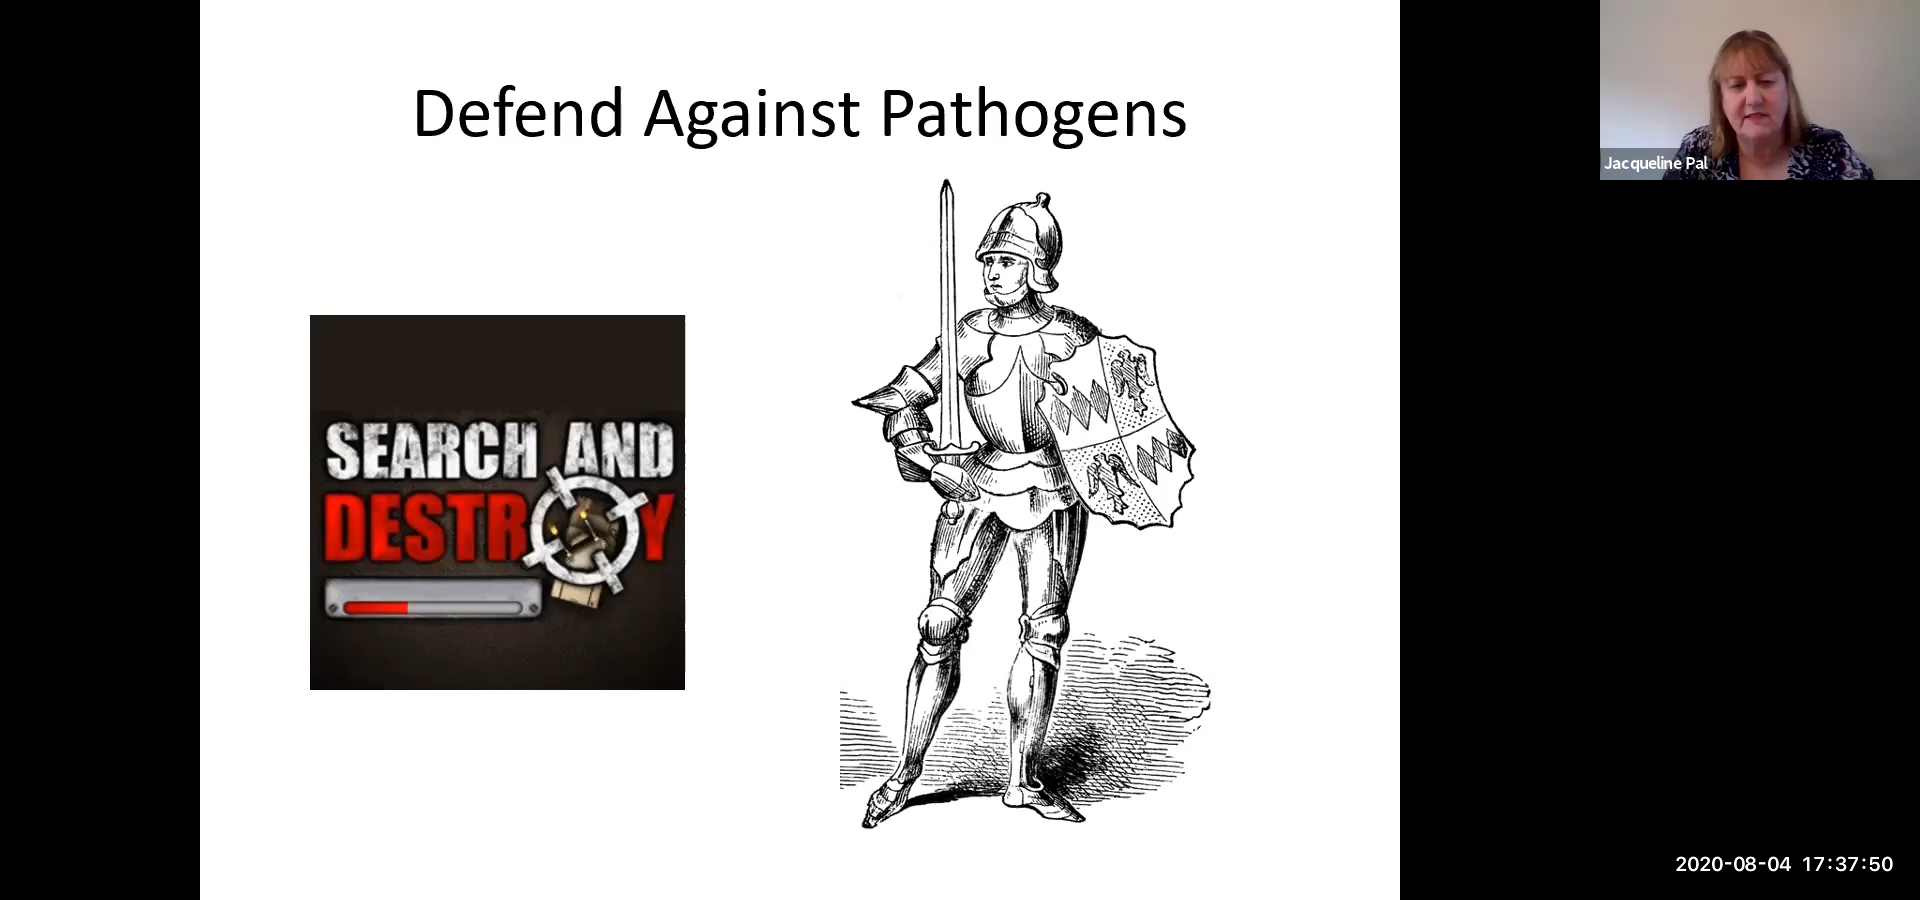 Defend Against Pathogens
SEARCH AND
DESTROY
Jacqueline Pal
2020-08-04 17:37:50